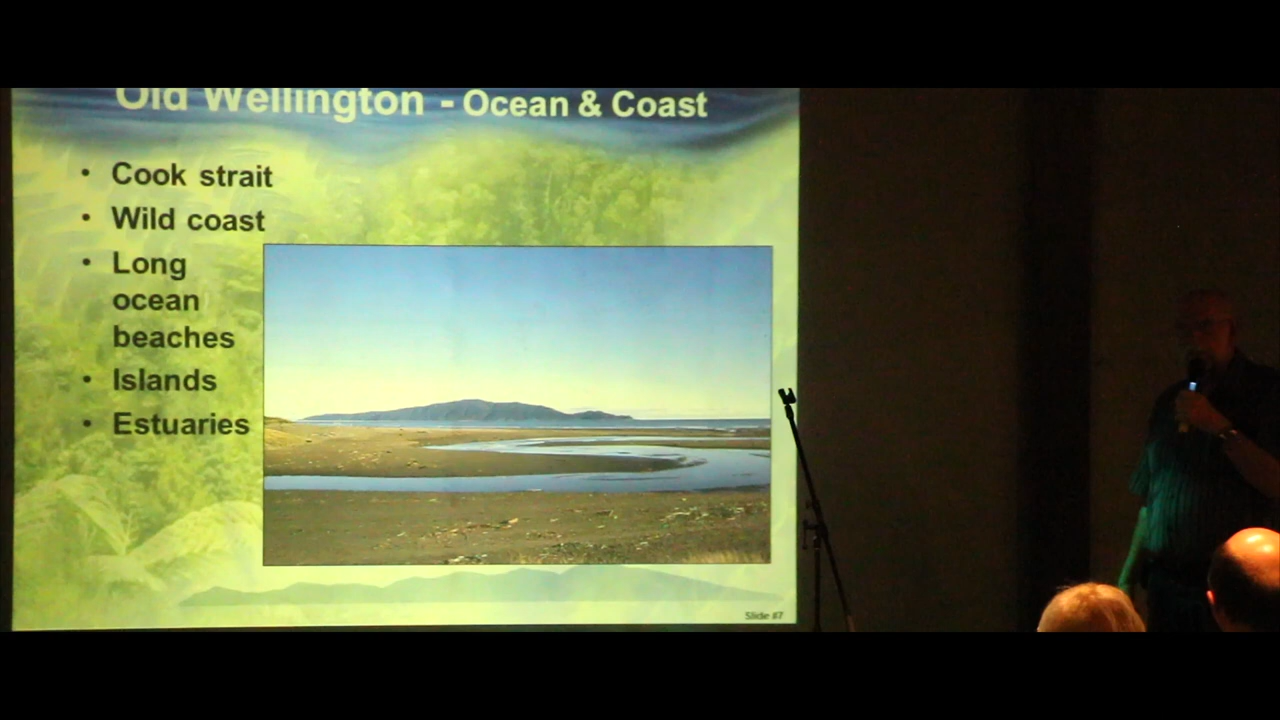 Old Wellington - Ocean & Coast
• Cook strait
• Wild coast
• Long
ocean
beaches
• Islands
• Estuaries
Slide #7